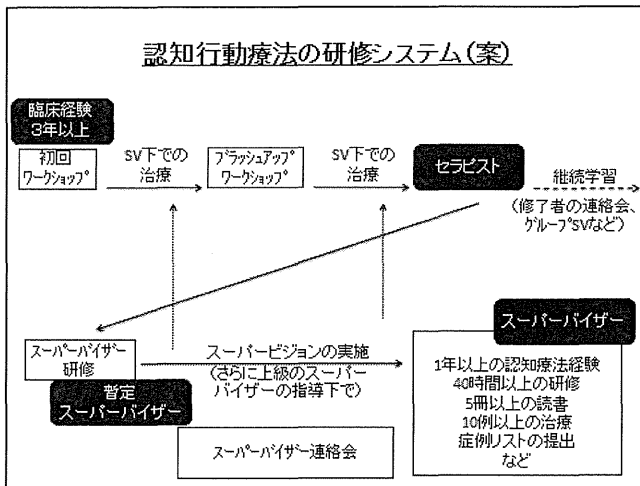 認知行動療法の研修システム(案)
臨床経験
3年以上
初回
ワークショップ
SV下での
治療
ブラッシュアップ
ワークショップ
SV下での
治療
セラピスト
継続学習
(修了者の連絡会、
グループSVなど)
スーパーバイザー
研修
暫定
スーパーバイザー
スーパービジョンの実施
(さらに上級のスーパー
バイザーの指導下で)
スーパーバイザー
1年以上の認知療法経験
40時間以上の研修
5冊以上の読書
10例以上の治療
症例リストの提出
など
スーパーバイザー連絡会